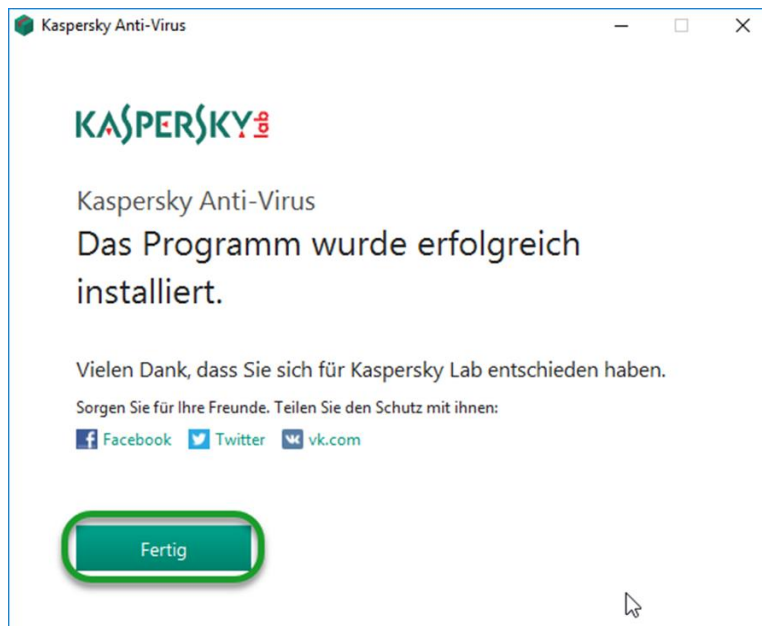 Kaspersky Anti-Virus
KASPERSKY lab
Kaspersky Anti-Virus
Das Programm wurde erfolgreich
installiert.
Vielen Dank, dass Sie sich für Kaspersky Lab entschieden haben.
Sorgen Sie für Ihre Freunde. Teilen Sie den Schutz mit ihnen:
Facebook Twitter vk.com
Fertig